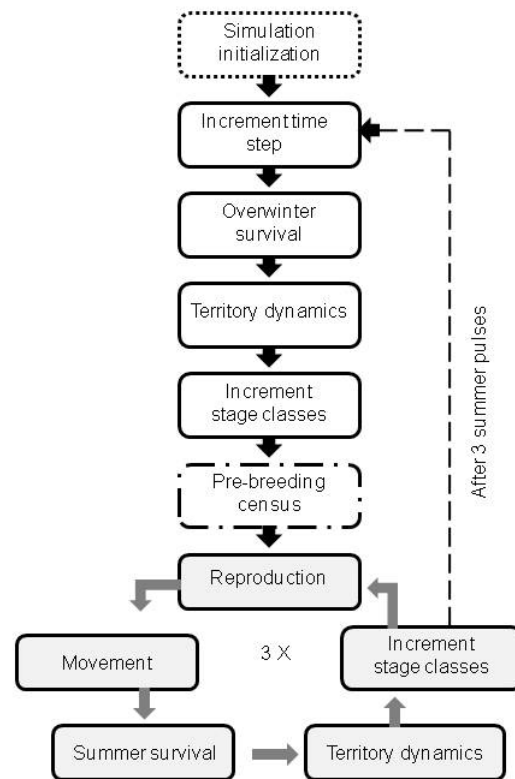 Simulation
initialization
Increment time
step
Overwinter
survival
Territory dynamics
Increment
stage classes
Pre-breeding
census
Reproduction
Movement
3 X
Increment
stage classes
Summer survival
Territory dynamics
After 3 summer pulses